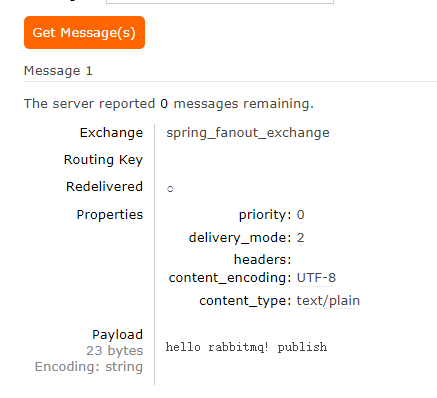 Get Message(s)
Message 1
The server reported 0 messages remaining.
Exchange spring_fanout_exchange
Routing Key
Redelivered ○
Properties priority: 0
delivery_mode: 2
headers:
content_encoding: UTF-8
content_type: text/plain
Payload
23 bytes
Encoding: string
hello rabbitmq! publish